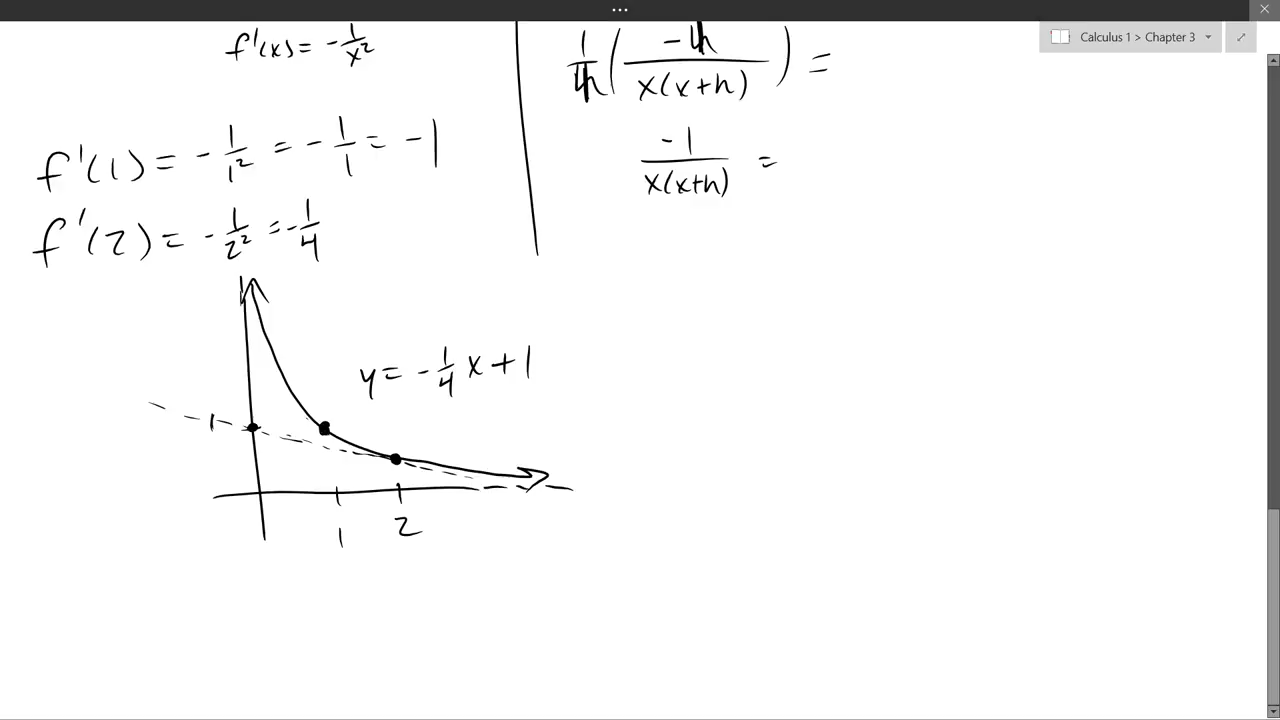 Calculus 1 > Chapter 3
f'(x) = -1/x²
f'(1) = -1/1² = -1/1 = -1
f'(2) = -1/2² = -1/4
1/h(-h/x(x+h)) =
-1/x(x+h) =
y = -1/4 x + 1
1
1
2